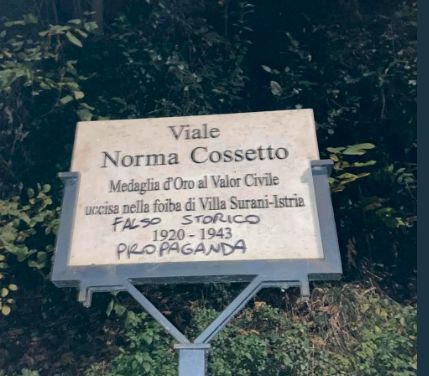 Viale
Norma Cossetto
Medaglia d'Oro al Valor Civile
uccisa nella foiba di Villa Surani-Istria
FALSO STORICO
1920 - 1943
PROPAGANDA